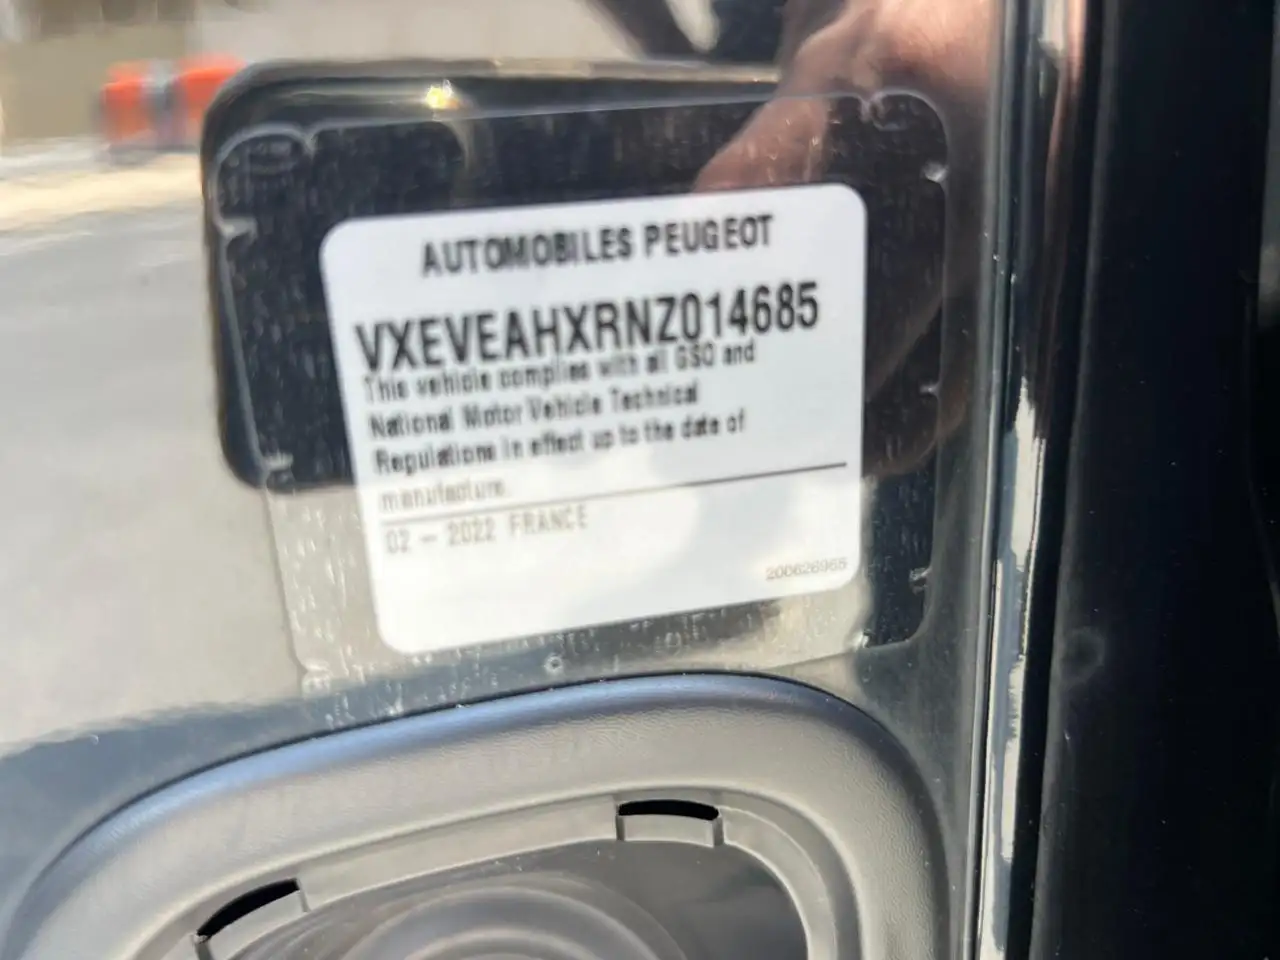 AUTOMOBILES PEUGEOT
VXEVEAHXRNZ014685
This vehicle complies with all GSO and
National Motor Vehicle Technical
Regulations in effect up to the date of
manufacture.
02 - 2022 FRANCE
200626965